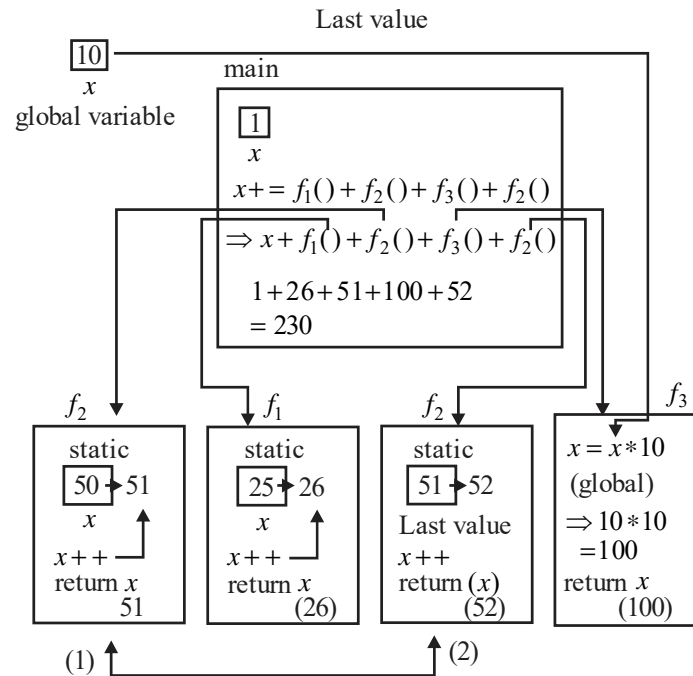 Last value
10
x
global variable
main
1
x
x+ = f₁() + f₂() + f₃() + f₂()
⇒ x + f₁() + f₂() + f₃() + f₂()
1+26+51+100+52
= 230
f₂
static
50 51
x
x++
return x
51
(1)
f₁
static
25 26
x
x++
return x
(26)
f₂
static
51 52
Last value
x++
return (x)
(52)
(2)
f₃
x = x*10
(global)
⇒ 10*10
=100
return x
(100)